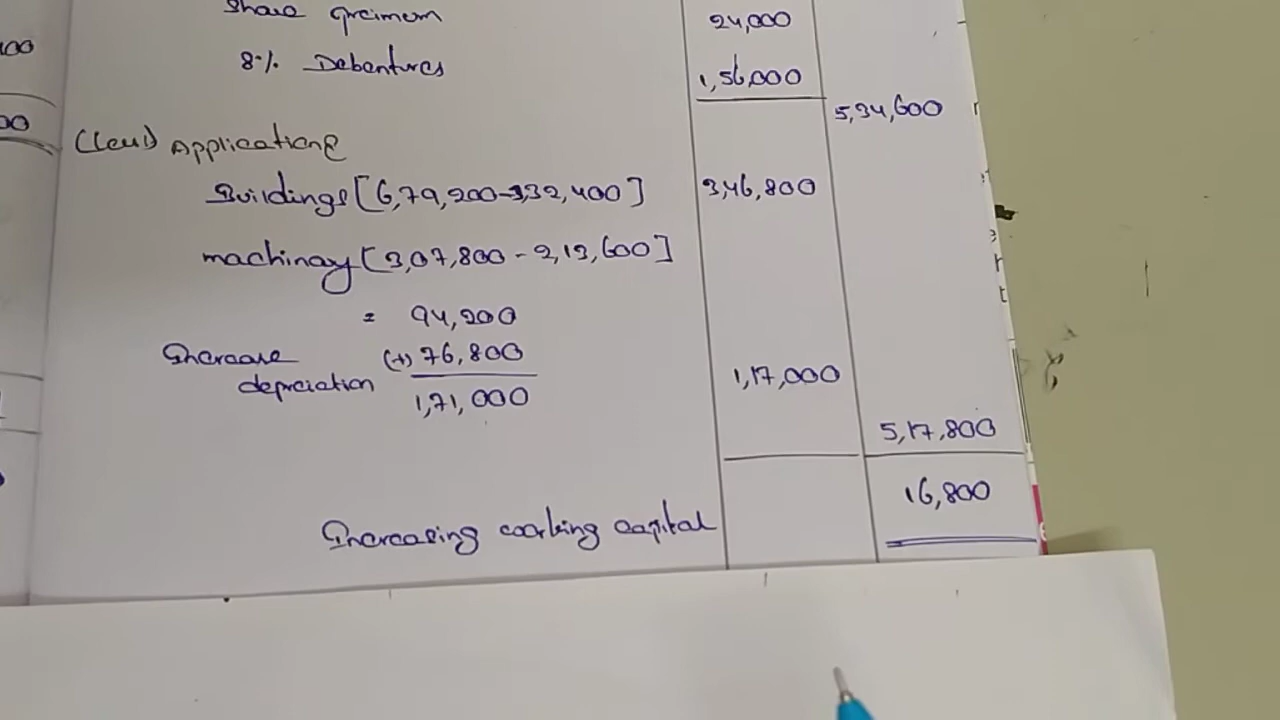 Share premium 24,000
8% Debentures 1,56,000
5,34,600
(Less) Applications
Buildings [6,79,200-3,32,400] 3,46,800
machinary [3,07,800 - 2,13,600]
= 94,200
Increase (+) 76,800
depreciation 1,17,000
1,71,000
5,17,800
16,800
Increasing working capital